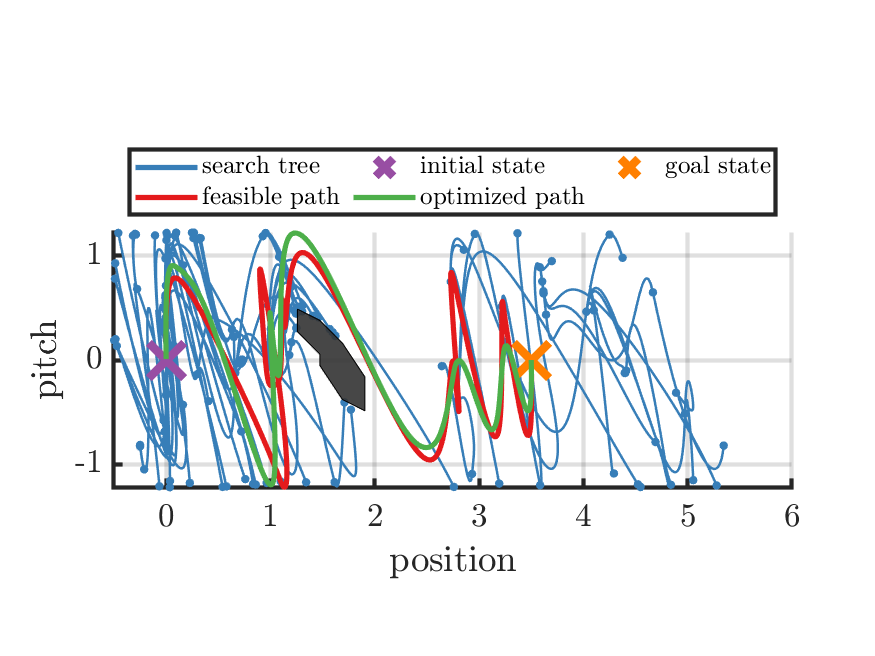 search tree initial state goal state
feasible path optimized path
1
0
-1
pitch
0 1 2 3 4 5 6
position